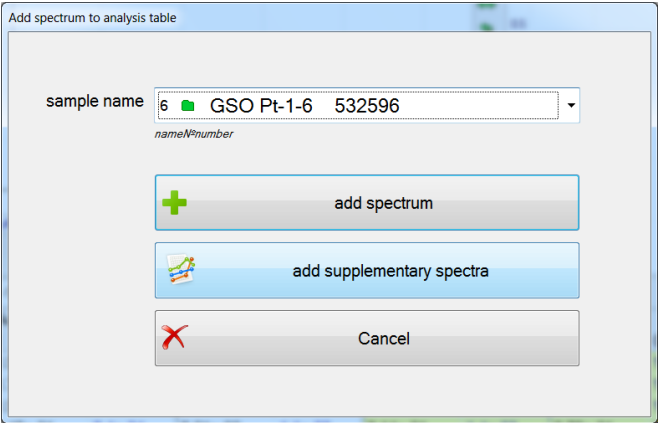 Add spectrum to analysis table
sample name
6 GSO Pt-1-6 532596
name№number
add spectrum
add supplementary spectra
Cancel